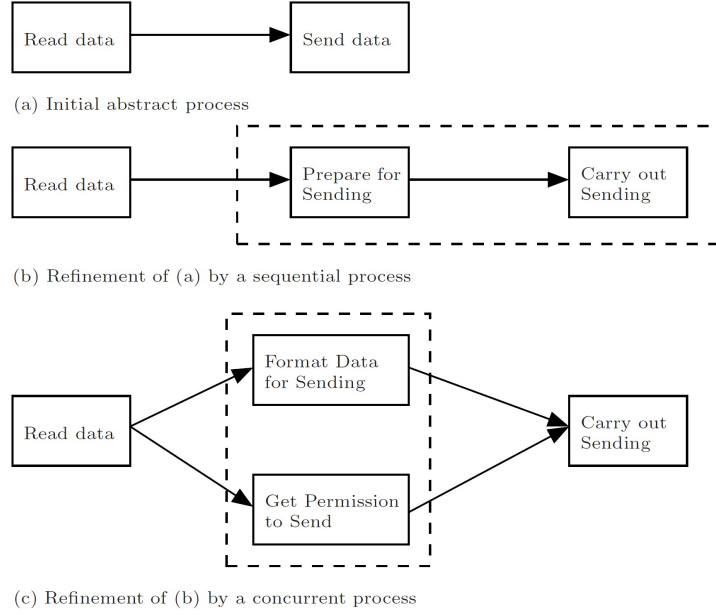 Read data
Send data
(a) Initial abstract process
Read data
Prepare for
Sending
Carry out
Sending
(b) Refinement of (a) by a sequential process
Format Data
for Sending
Read data
Carry out
Sending
Get Permission
to Send
(c) Refinement of (b) by a concurrent process